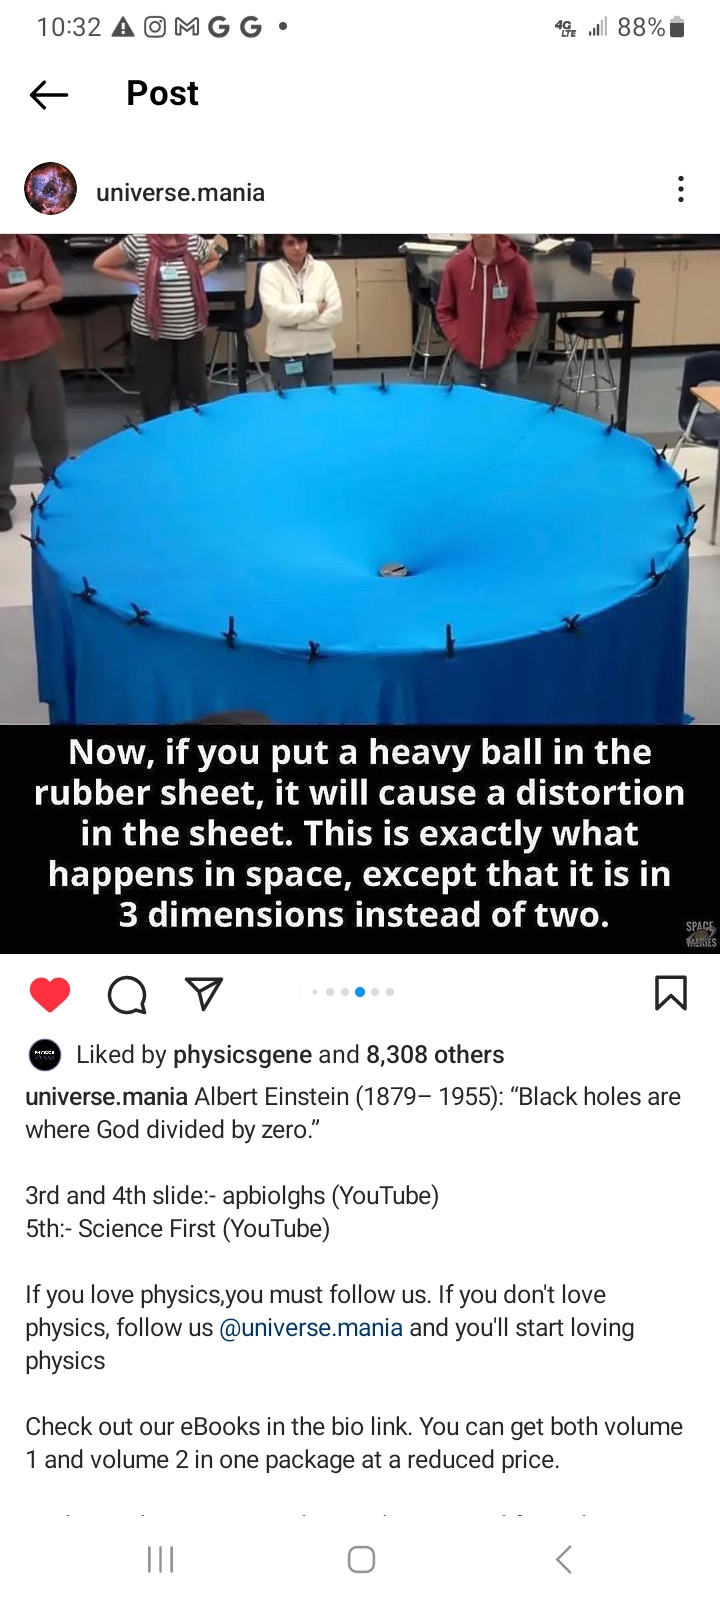 10:32
4G LTE 88%
Post
universe.mania
Now, if you put a heavy ball in the
rubber sheet, it will cause a distortion
in the sheet. This is exactly what
happens in space, except that it is in
3 dimensions instead of two.
SPACE
Liked by physicsgene and 8,308 others
universe.mania Albert Einstein (1879– 1955): “Black holes are
where God divided by zero.”
3rd and 4th slide:- apbiolghs (YouTube)
5th:- Science First (YouTube)
If you love physics,you must follow us. If you don't love
physics, follow us @universe.mania and you'll start loving
physics
Check out our eBooks in the bio link. You can get both volume
1 and volume 2 in one package at a reduced price.